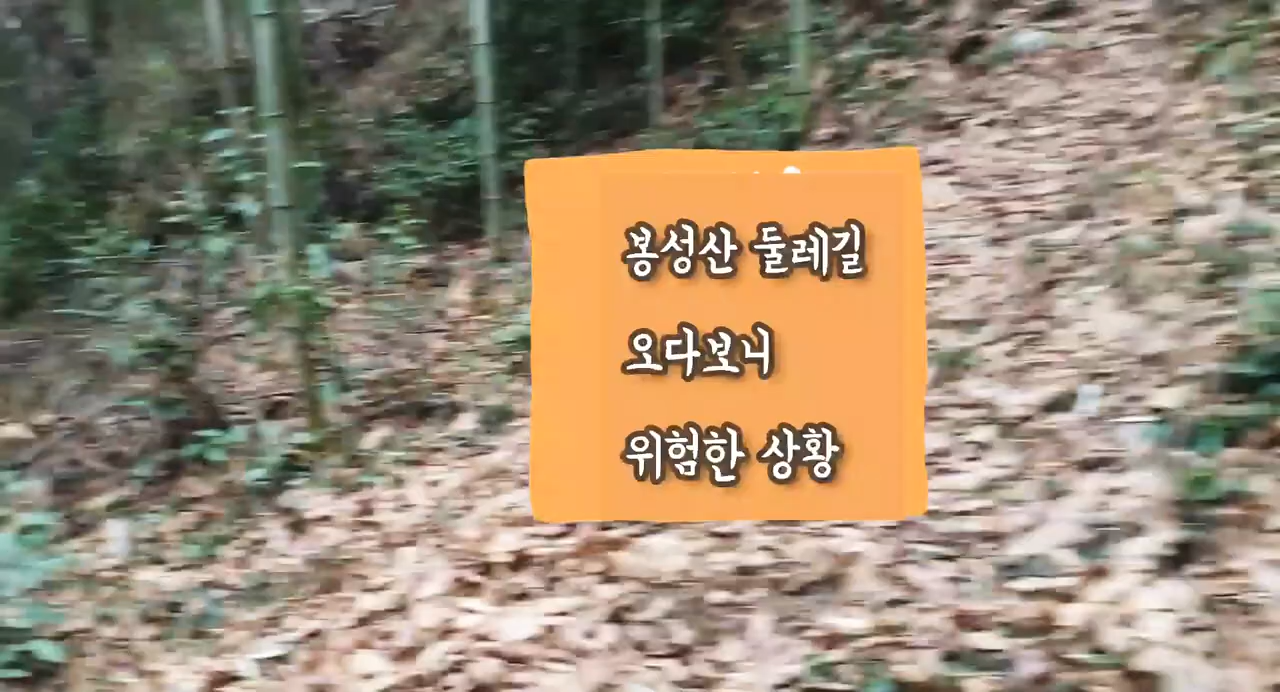 봉성산 둘레길
오다보니
위험한 상황